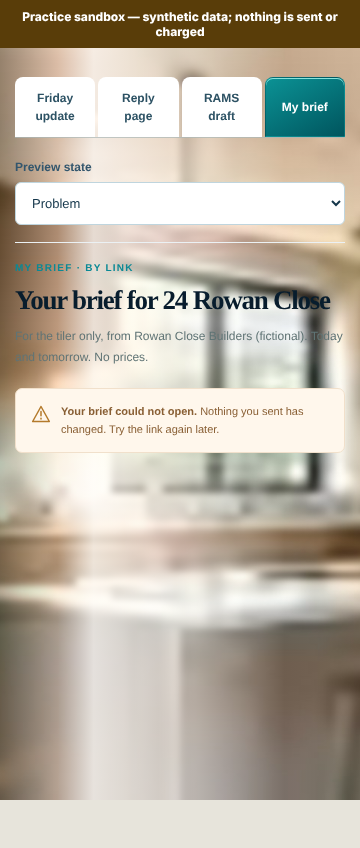 Practice sandbox — synthetic data; nothing is sent or
charged
Friday
update
Reply
page
RAMS
draft
My brief
Preview state
Problem
MY BRIEF · BY LINK
Your brief for 24 Rowan Close
For the tiler only, from Rowan Close Builders (fictional). Today
and tomorrow. No prices.
Your brief could not open. Nothing you sent has
changed. Try the link again later.